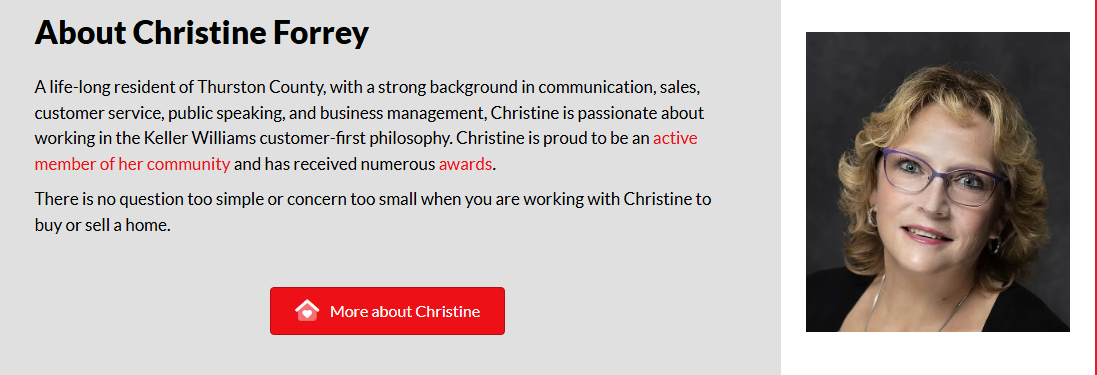 About Christine Forrey
A life-long resident of Thurston County, with a strong background in communication, sales,
customer service, public speaking, and business management, Christine is passionate about
working in the Keller Williams customer-first philosophy. Christine is proud to be an active
member of her community and has received numerous awards.
There is no question too simple or concern too small when you are working with Christine to
buy or sell a home.
More about Christine